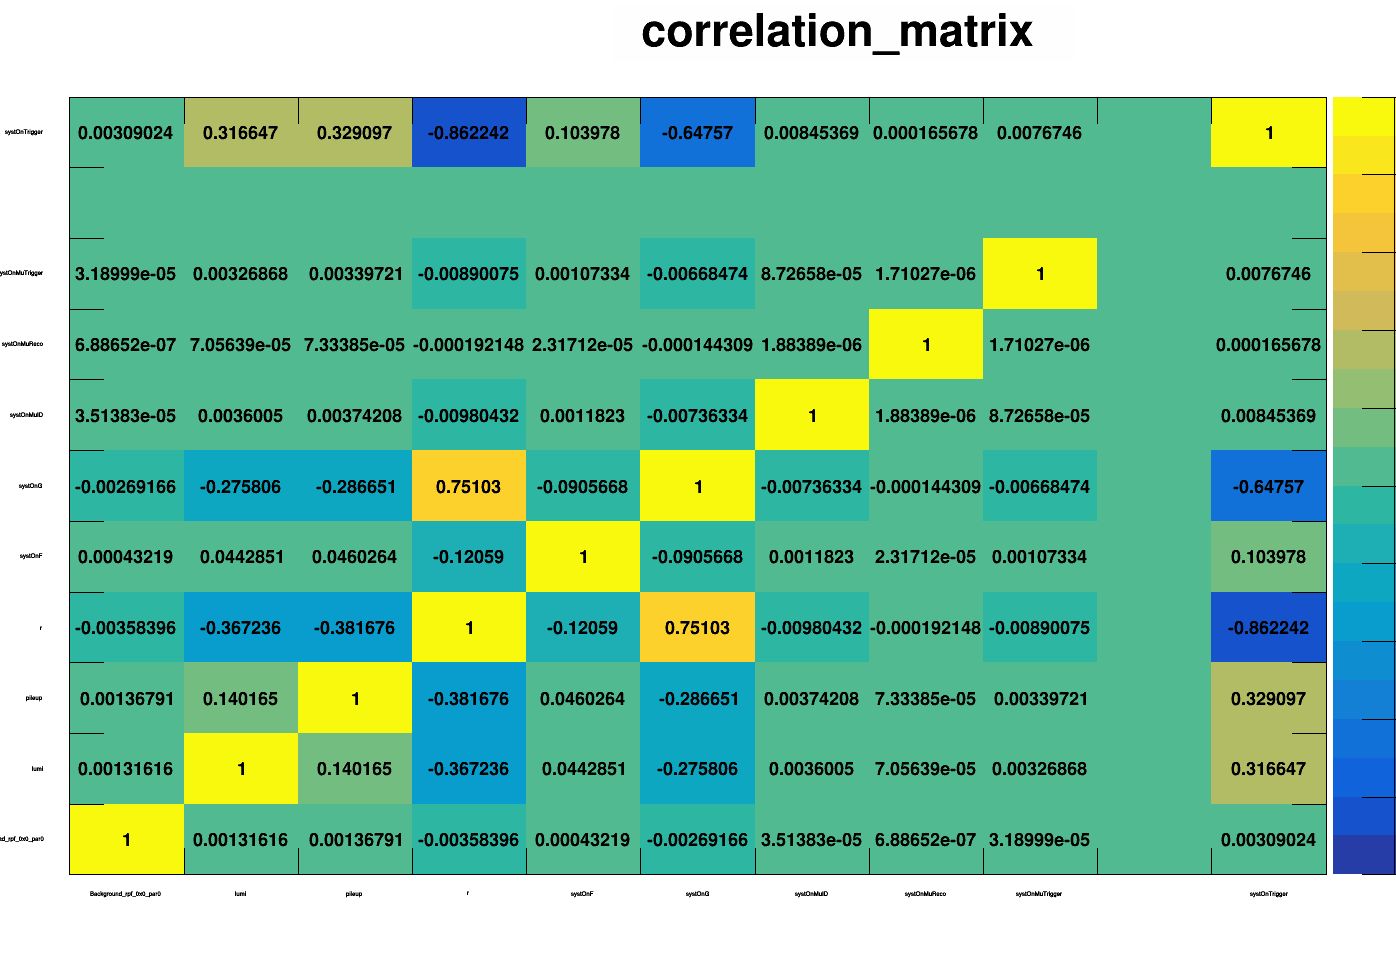 correlation_matrix
systOnTrigger 0.00309024 0.316647 0.329097 -0.862242 0.103978 -0.64757 0.00845369 0.000165678 0.0076746 1
ystOnMuTrigger 3.18999e-05 0.00326868 0.00339721 -0.00890075 0.00107334 -0.00668474 8.72658e-05 1.71027e-06 1 0.0076746
systOnMuReco 6.88652e-07 7.05639e-05 7.33385e-05 -0.000192148 2.31712e-05 -0.000144309 1.88389e-06 1 1.71027e-06 0.000165678
systOnMuID 3.51383e-05 0.0036005 0.00374208 -0.00980432 0.0011823 -0.00736334 1 1.88389e-06 8.72658e-05 0.00845369
systOnG -0.00269166 -0.275806 -0.286651 0.75103 -0.0905668 1 -0.00736334 -0.000144309 -0.00668474 -0.64757
systOnF 0.00043219 0.0442851 0.0460264 -0.12059 1 -0.0905668 0.0011823 2.31712e-05 0.00107334 0.103978
r -0.00358396 -0.367236 -0.381676 1 -0.12059 0.75103 -0.00980432 -0.000192148 -0.00890075 -0.862242
pileup 0.00136791 0.140165 1 -0.381676 0.0460264 -0.286651 0.00374208 7.33385e-05 0.00339721 0.329097
lumi 0.00131616 1 0.140165 -0.367236 0.0442851 -0.275806 0.0036005 7.05639e-05 0.00326868 0.316647
nd_rpf_0x0_par0 1 0.00131616 0.00136791 -0.00358396 0.00043219 -0.00269166 3.51383e-05 6.88652e-07 3.18999e-05 0.00309024
Background_rpf_0x0_par0 lumi pileup r systOnF systOnG systOnMuID systOnMuReco systOnMuTrigger systOnTrigger